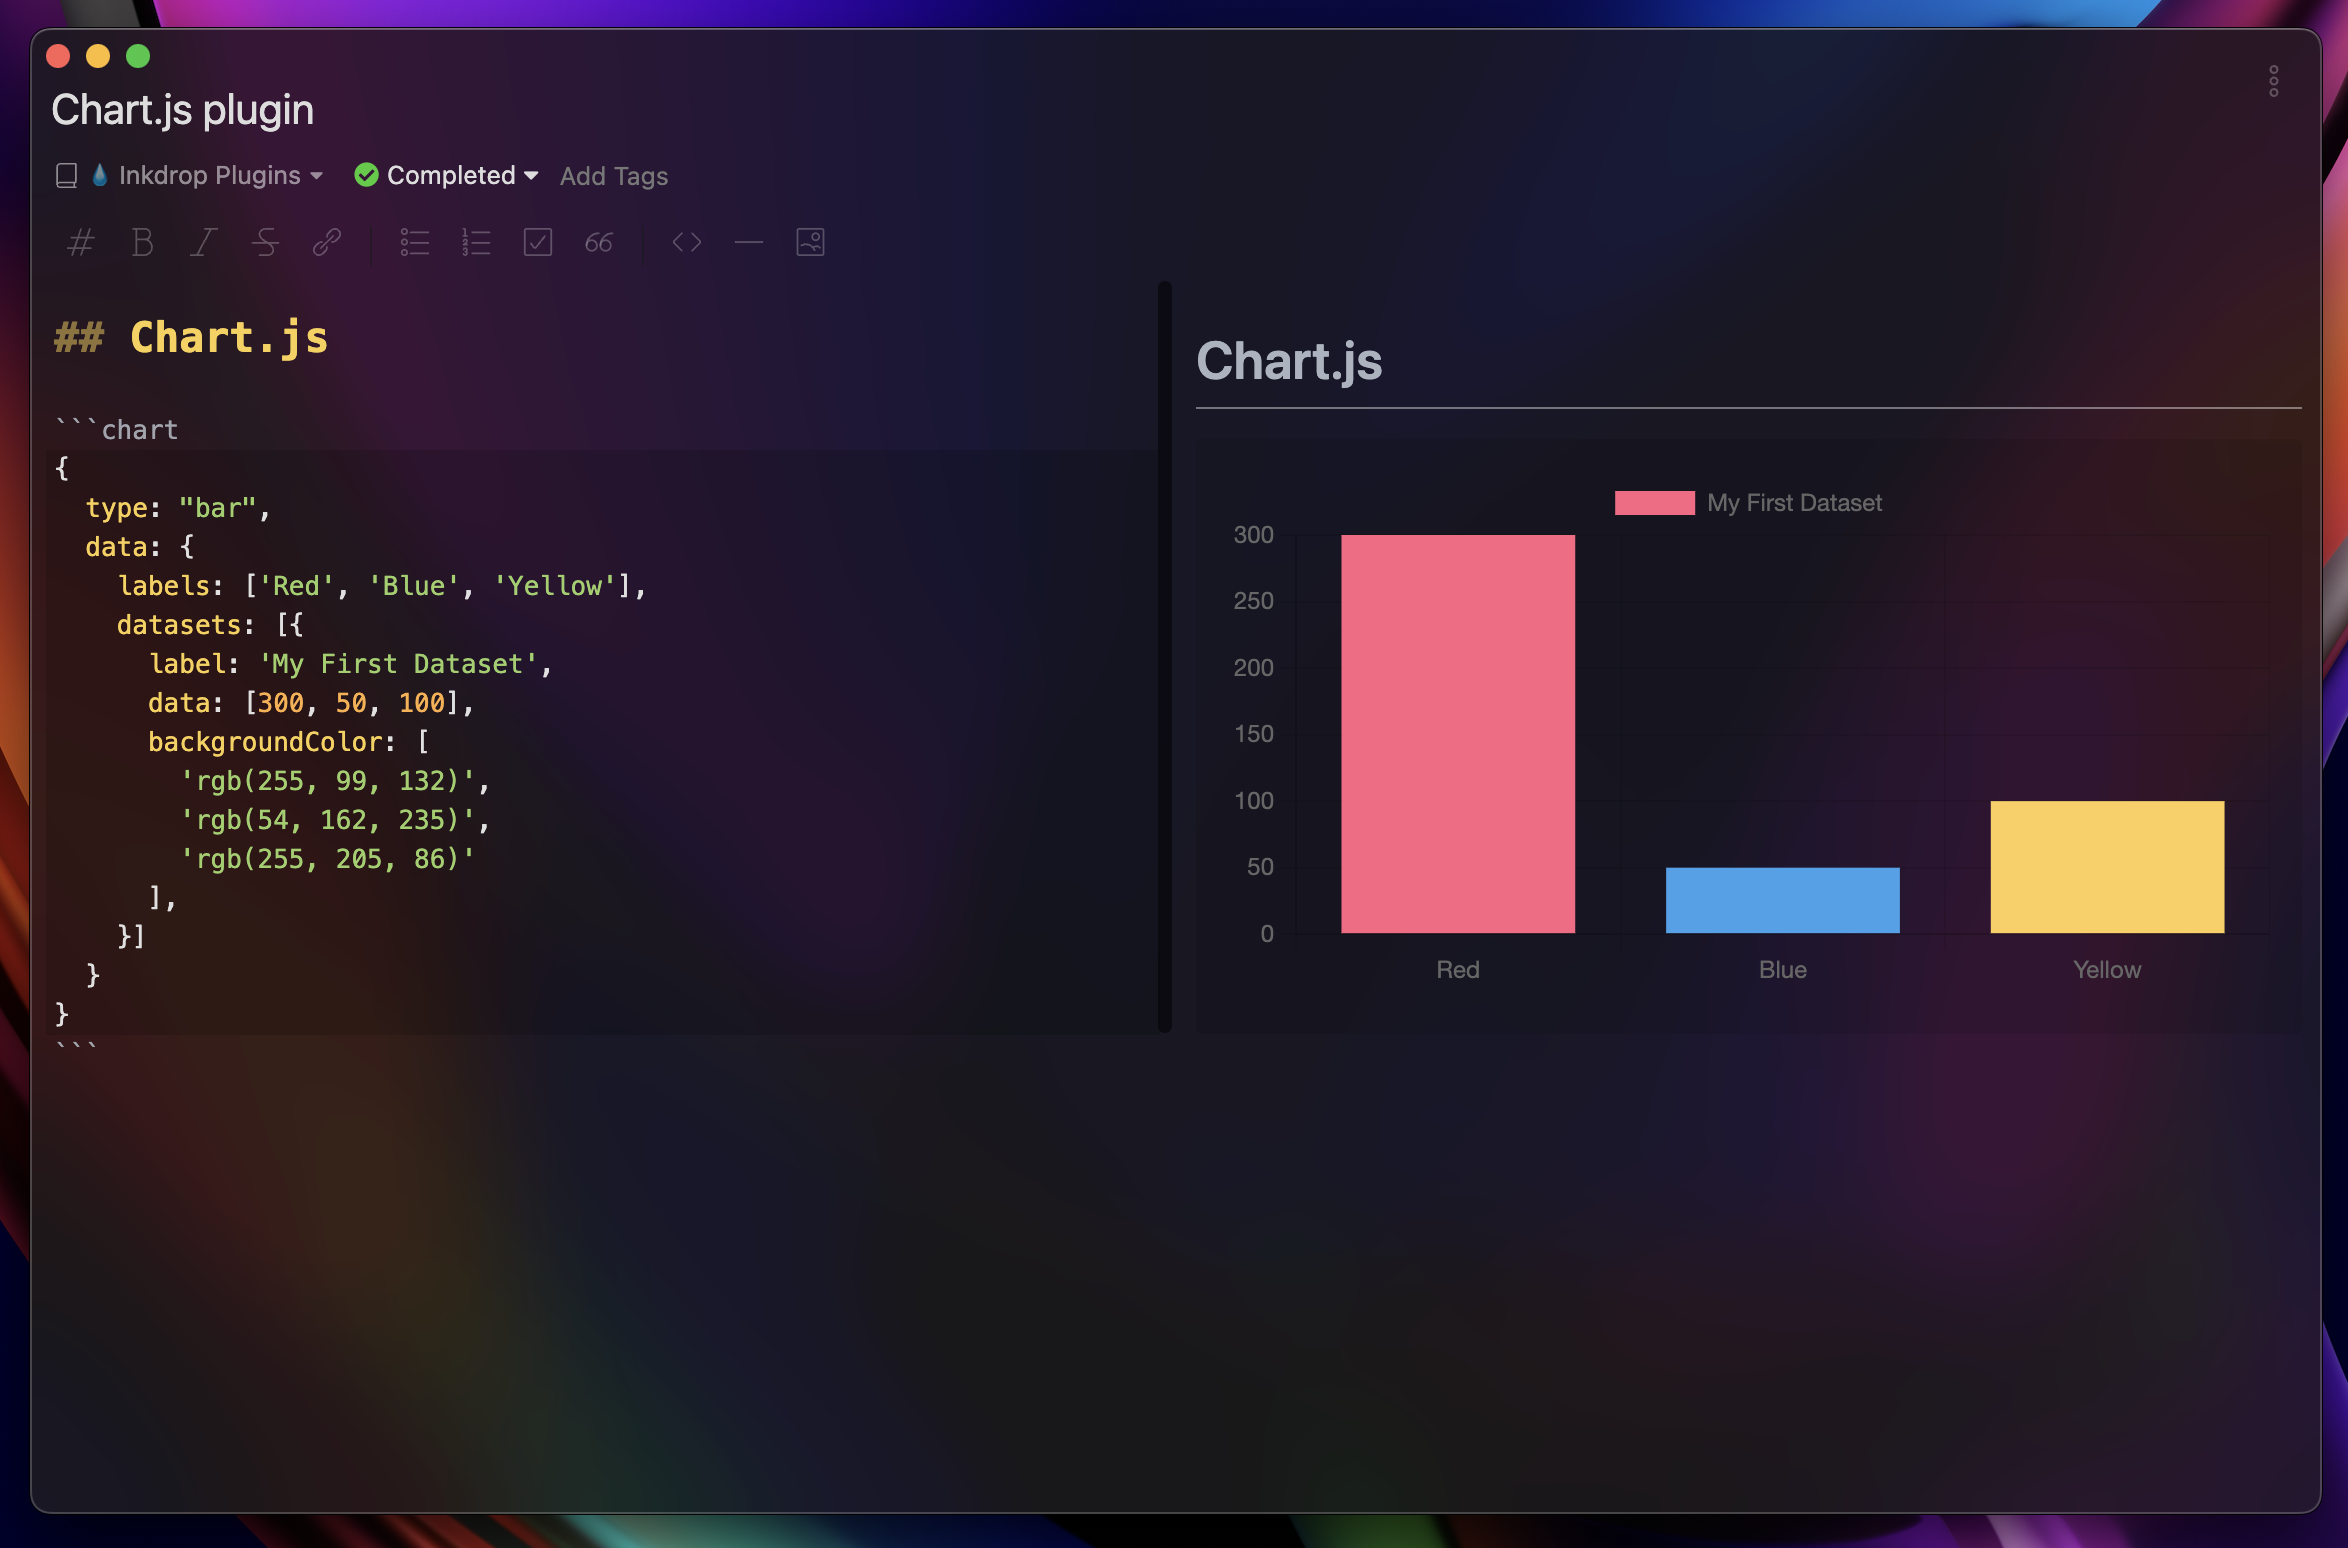 Chart.js plugin
Inkdrop Plugins Completed Add Tags
## Chart.js
```chart
{
  type: "bar",
  data: {
    labels: ['Red', 'Blue', 'Yellow'],
    datasets: [{
      label: 'My First Dataset',
      data: [300, 50, 100],
      backgroundColor: [
        'rgb(255, 99, 132)',
        'rgb(54, 162, 235)',
        'rgb(255, 205, 86)'
      ],
    }]
  }
}
```
Chart.js
My First Dataset
300
250
200
150
100
50
0
Red Blue Yellow